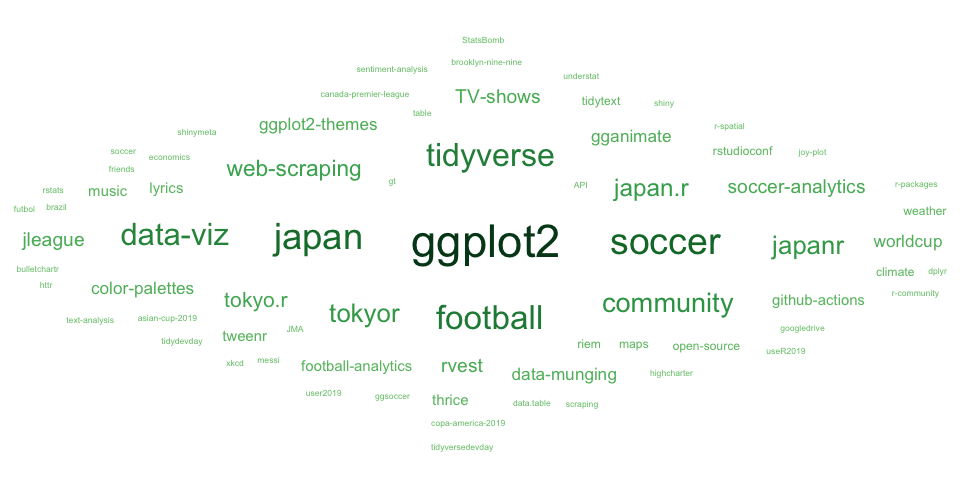 StatsBomb
brooklyn-nine-nine
sentiment-analysis
understat
canada-premier-league
TV-shows
tidytext
shiny
table
ggplot2-themes
shinymeta
gganimate
r-spatial
soccer
economics
tidyverse
rstudioconf
joy-plot
friends
web-scraping
gt
API
rstats
music
lyrics
japan.r
soccer-analytics
r-packages
futbol
brazil
weather
jleague
data-viz
japan
ggplot2
soccer
japanr
worldcup
bulletchartr
httr
climate
dplyr
color-palettes
tokyo.r
tokyor
football
community
github-actions
r-community
text-analysis
asian-cup-2019
JMA
googledrive
tidydevday
tweenr
riem
maps
open-source
useR2019
xkcd
messi
football-analytics
rvest
data-munging
highcharter
user2019
ggsoccer
thrice
data.table
scraping
copa-america-2019
tidyversedevday